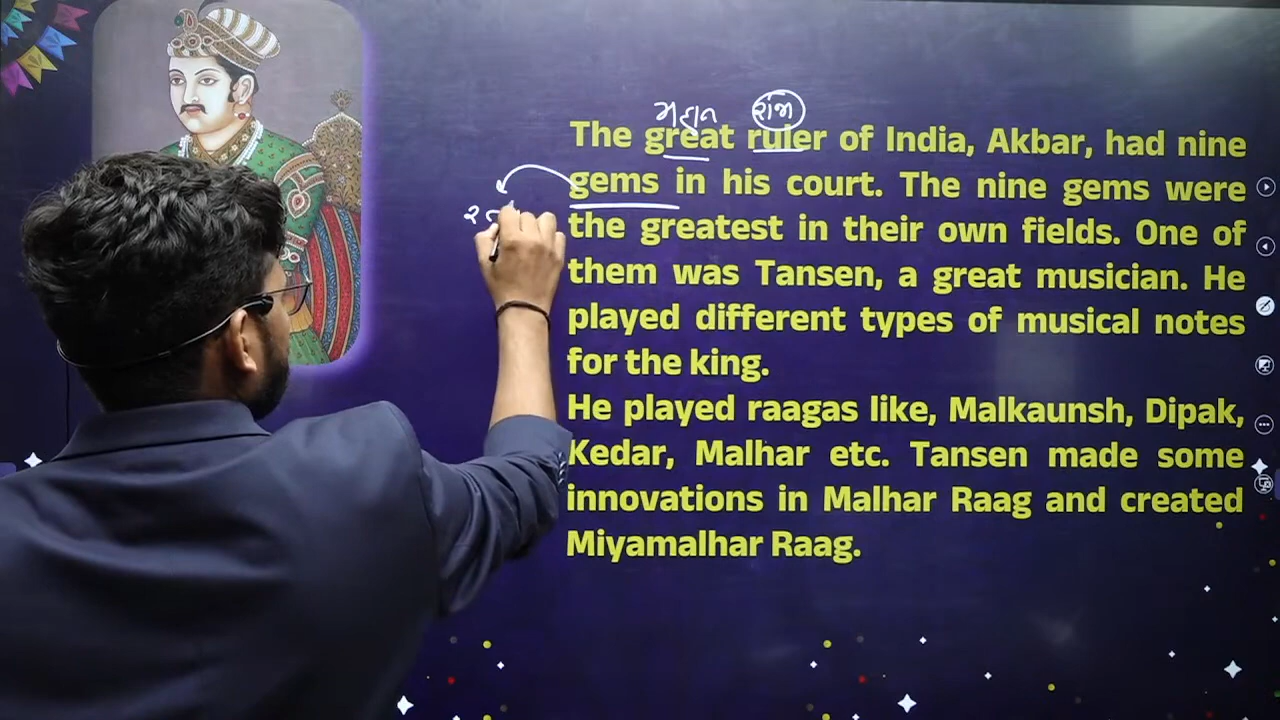 મહાન રાજા
The great ruler of India, Akbar, had nine
gems in his court. The nine gems were
the greatest in their own fields. One of
them was Tansen, a great musician. He
played different types of musical notes
for the king.
He played raagas like, Malkaunsh, Dipak,
Kedar, Malhar etc. Tansen made some
innovations in Malhar Raag and created
Miyamalhar Raag.